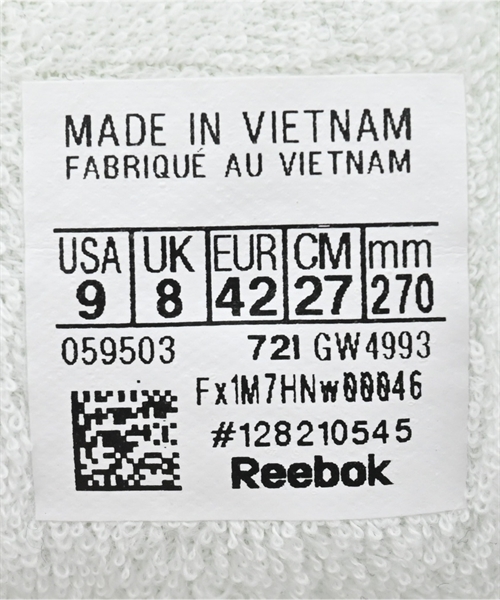 MADE IN VIETNAM
FABRIQUÉ AU VIETNAM
USA UK EUR CM mm
9 8 42 27 270
059503 721 GW4993
#128210545
Reebok